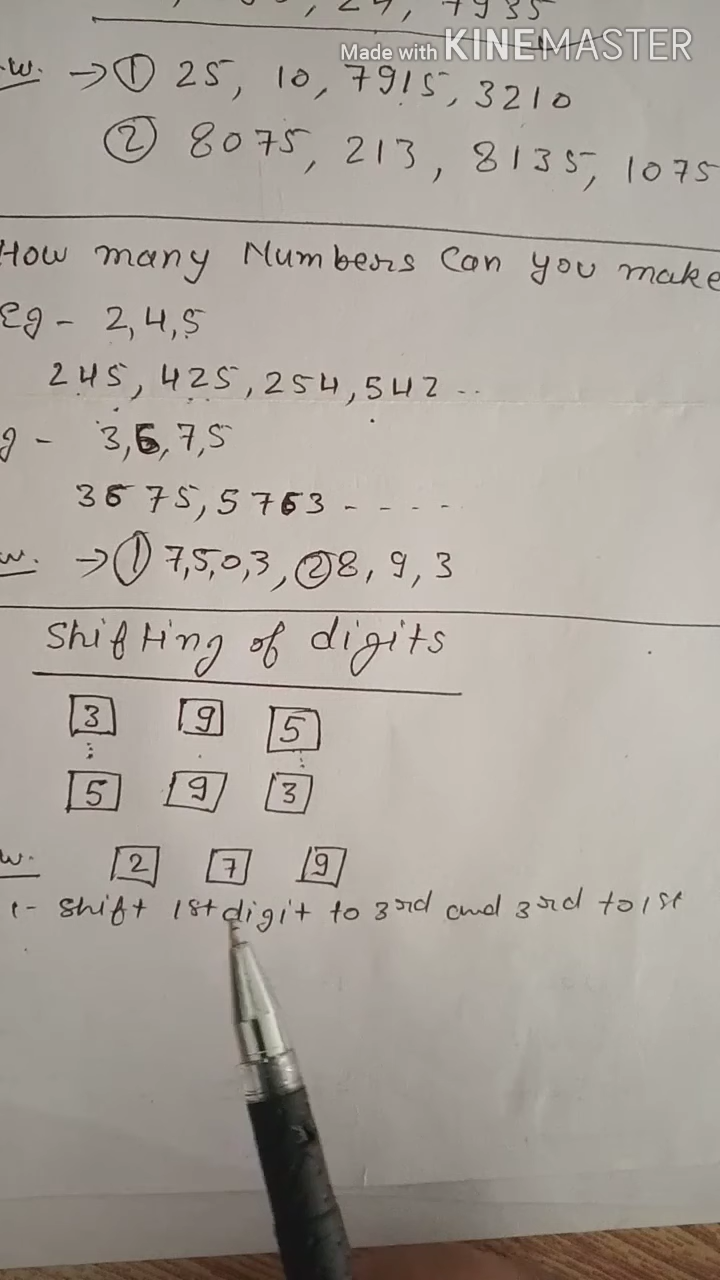 7935
Made with KINEMASTER
.w. → ① 25, 10, 7915, 3210
② 8075, 213, 8135, 1075
How many Numbers Can you make
Eg - 2,4,5
245, 425, 254, 542 ..
g - 3,6,7,5
3675, 5763 - - - -
w. → ① 7,5,0,3, ② 8, 9, 3
Shifting of digits
3 9 5
5 9 3
w. 2 7 9
1- Shift 1st digit to 3rd and 3rd to 1st